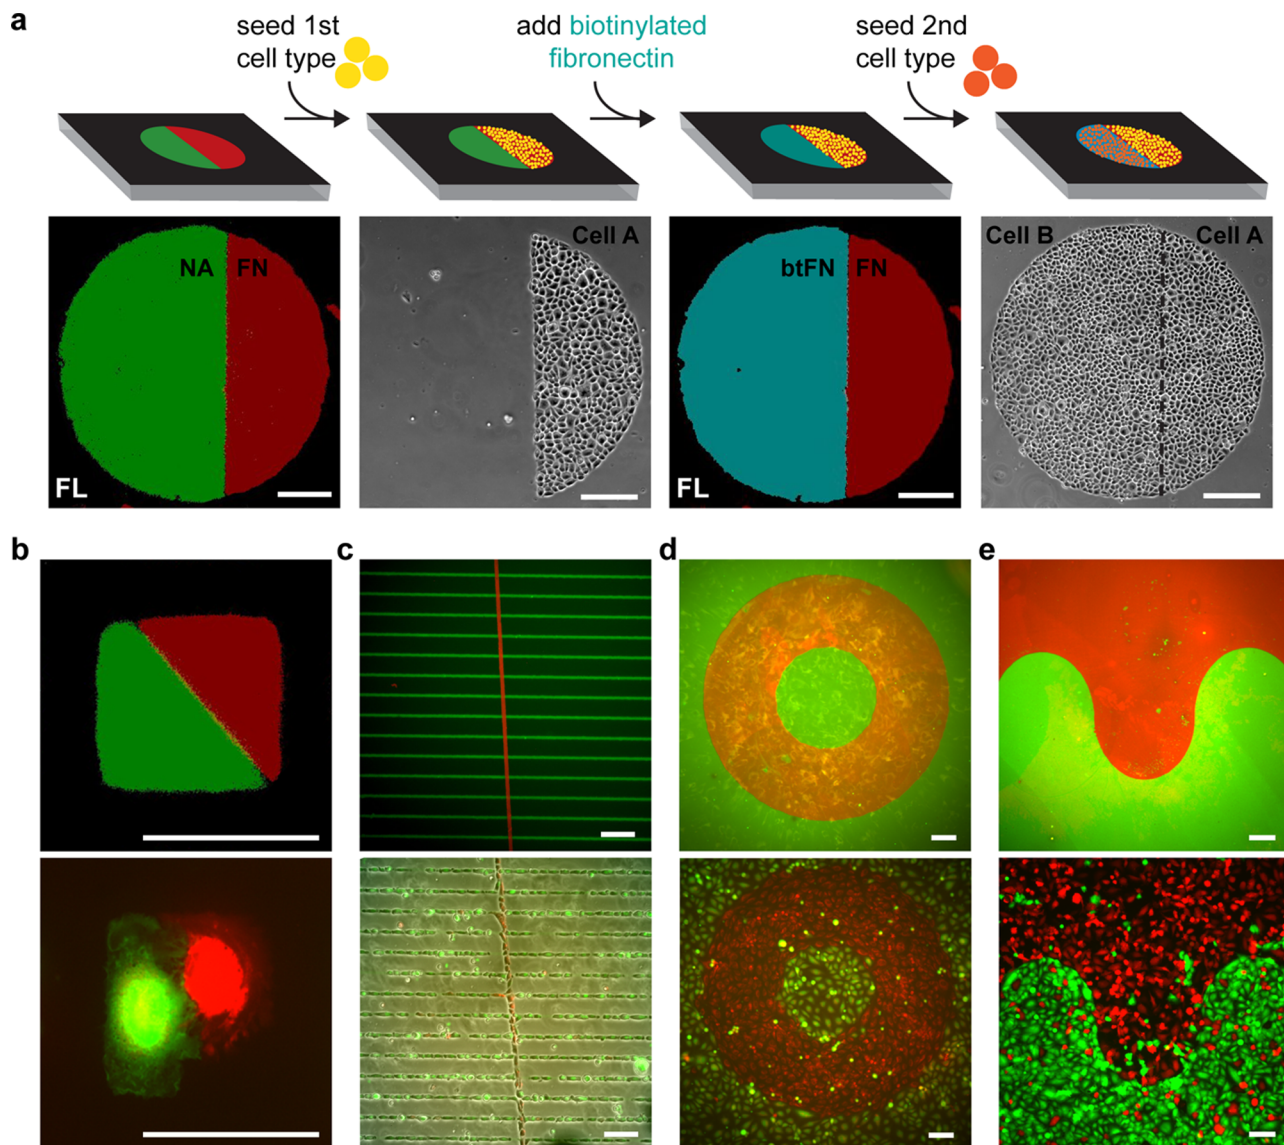 a
seed 1st
cell type
add biotinylated
fibronectin
seed 2nd
cell type
NA FN
FL
Cell A
btFN FN
FL
Cell B Cell A
b
c
d
e